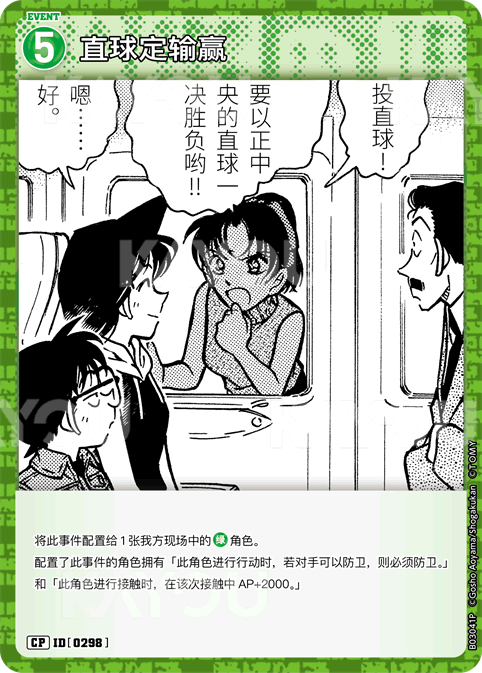 EVENT
5
直球定输赢
投直球！
要以正中
央的直球一
决胜负哟!!
嗯……
好。
将此事件配置给1张我方现场中的绿角色。
配置了此事件的角色拥有「此角色进行行动时，若对手可以防卫，则必须防卫。」
和「此角色进行接触时，在该次接触中 AP+2000。」
CP ID[0298]
B03041P ©Gosho Aoyama/Shogakukan ©TOMY